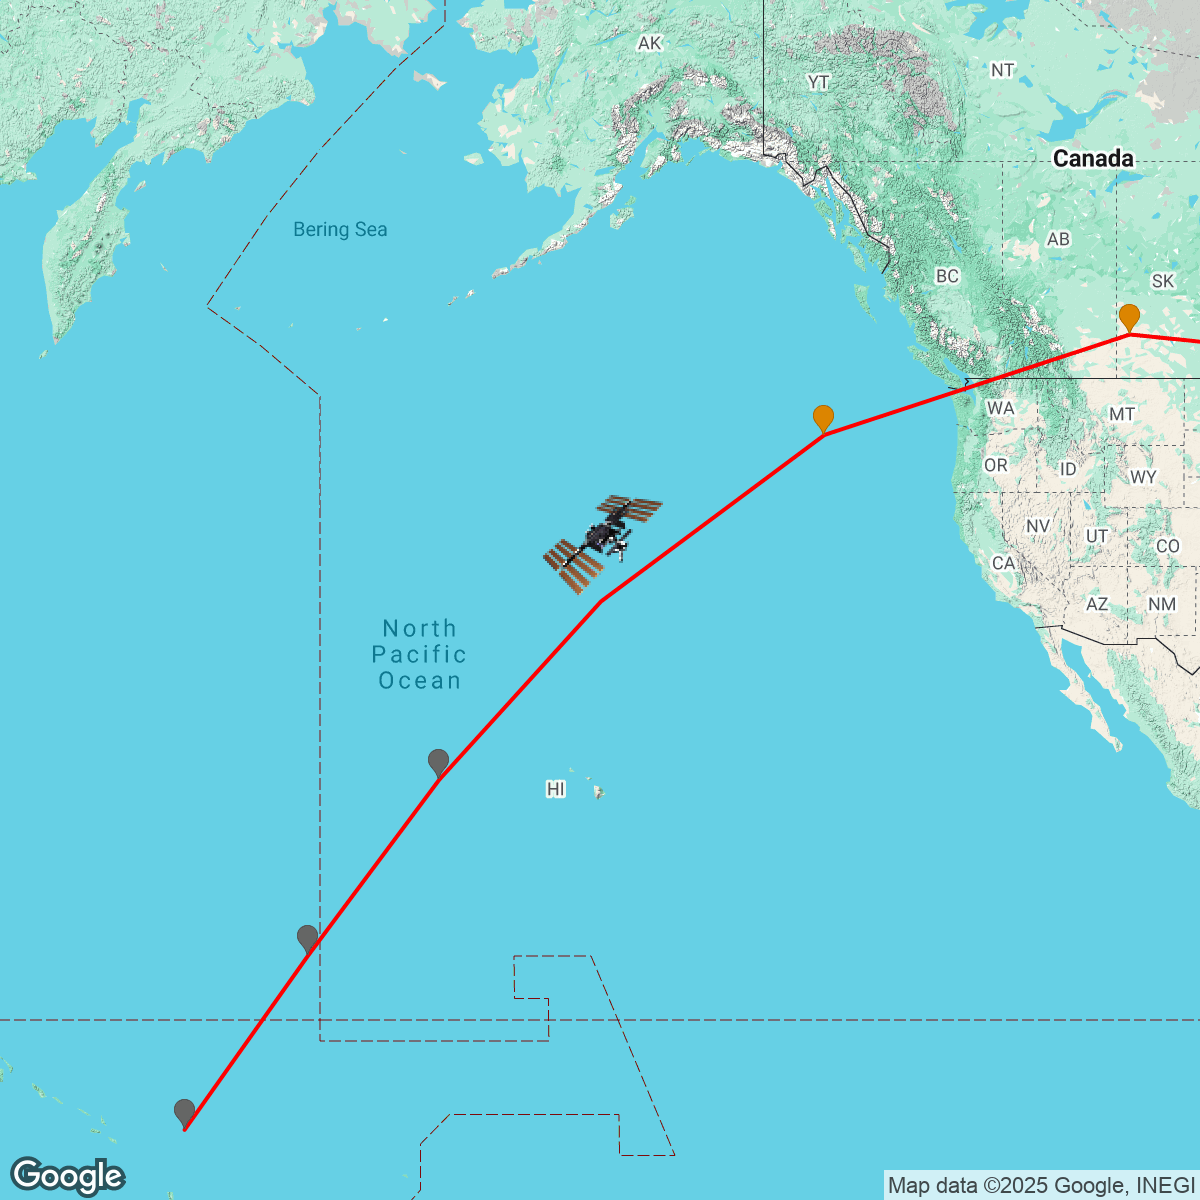 AK
YT
NT
Canada
Bering Sea
AB
BC
SK
WA
MT
OR
ID
WY
NV
UT
CO
CA
AZ
NM
North
Pacific
Ocean
HI
Google
Map data ©2025 Google, INEGI